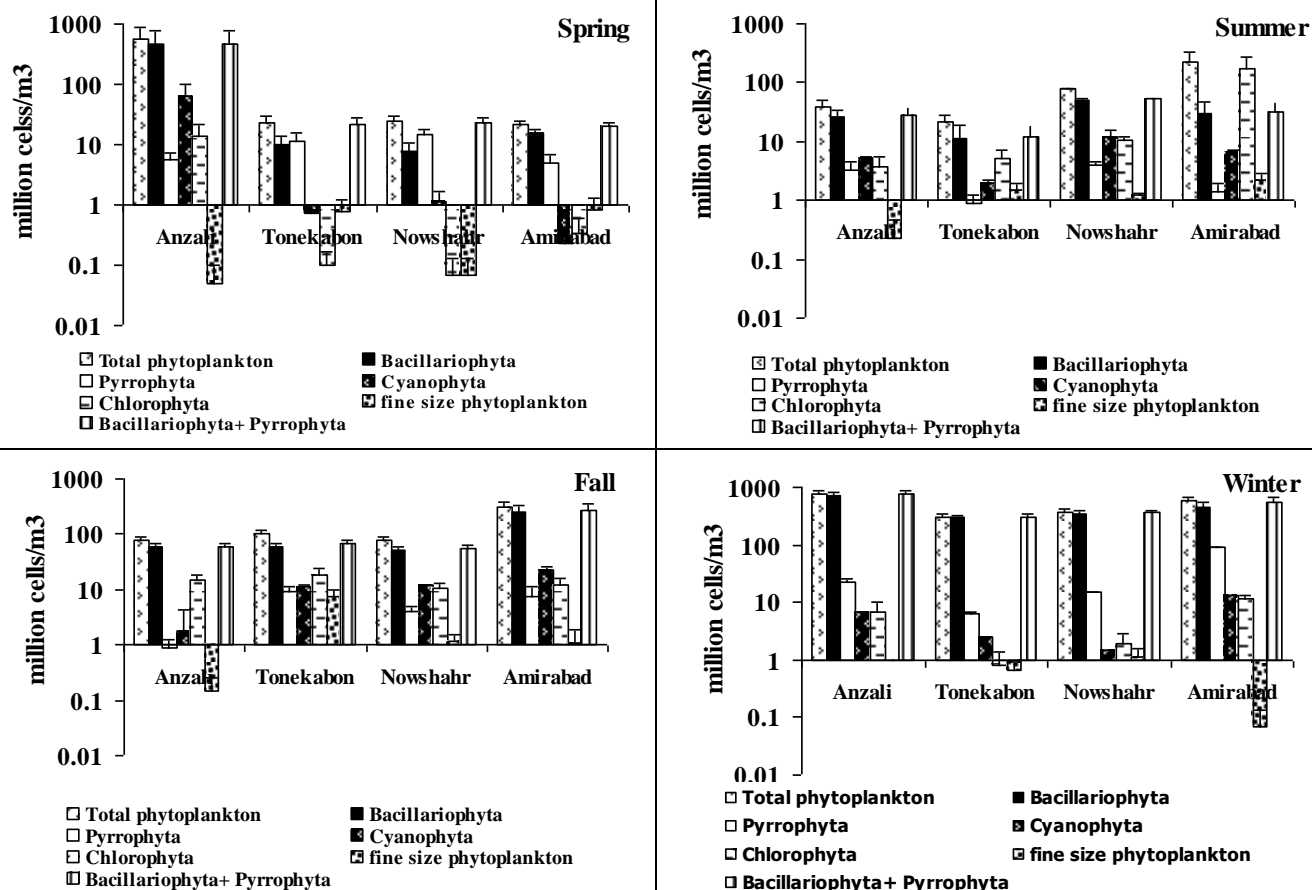 Spring
million celss/m3
1000
100
10
1
0.1
0.01
Anzali
Tonekabon
Nowshahr
Amirabad
Total phytoplankton
Bacillariophyta
Pyrrophyta
Cyanophyta
Chlorophyta
fine size phytoplankton
Bacillariophyta+ Pyrrophyta
Summer
million cells/m3
1000
100
10
1
0.1
0.01
Anzali
Tonekabon
Nowshahr
Amirabad
Total phytoplankton
Bacillariophyta
Pyrrophyta
Cyanophyta
Chlorophyta
fine size phytoplankton
Bacillariophyta+ Pyrrophyta
Fall
million cells/m3
1000
100
10
1
0.1
0.01
Anzali
Tonekabon
Nowshahr
Amirabad
Total phytoplankton
Bacillariophyta
Pyrrophyta
Cyanophyta
Chlorophyta
fine size phytoplankton
Bacillariophyta+ Pyrrophyta
Winter
million cells/m3
1000
100
10
1
0.1
0.01
Anzali
Tonekabon
Nowshahr
Amirabad
Total phytoplankton
Bacillariophyta
Pyrrophyta
Cyanophyta
Chlorophyta
fine size phytoplankton
Bacillariophyta+ Pyrrophyta